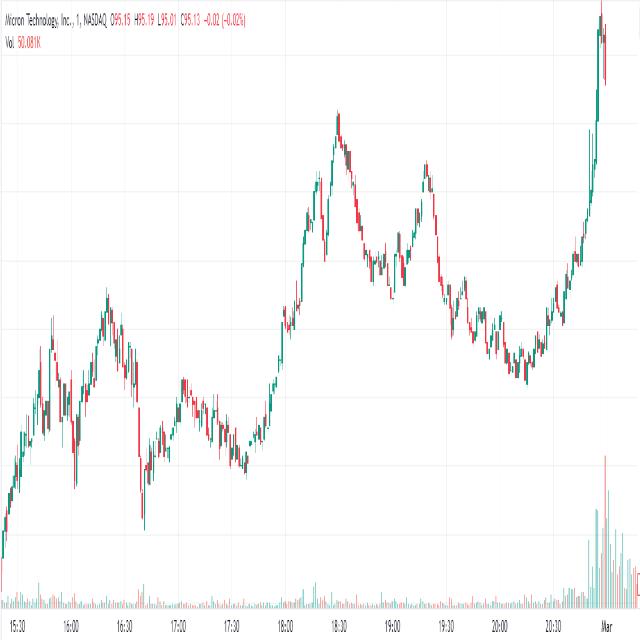 Micron Technology, Inc., 1, NASDAQ O95.15 H95.19 L95.01 C95.13 −0.02 (−0.02%)
Vol 50.081K
15:30 16:00 16:30 17:00 17:30 18:00 18:30 19:00 19:30 20:00 20:30 Mar